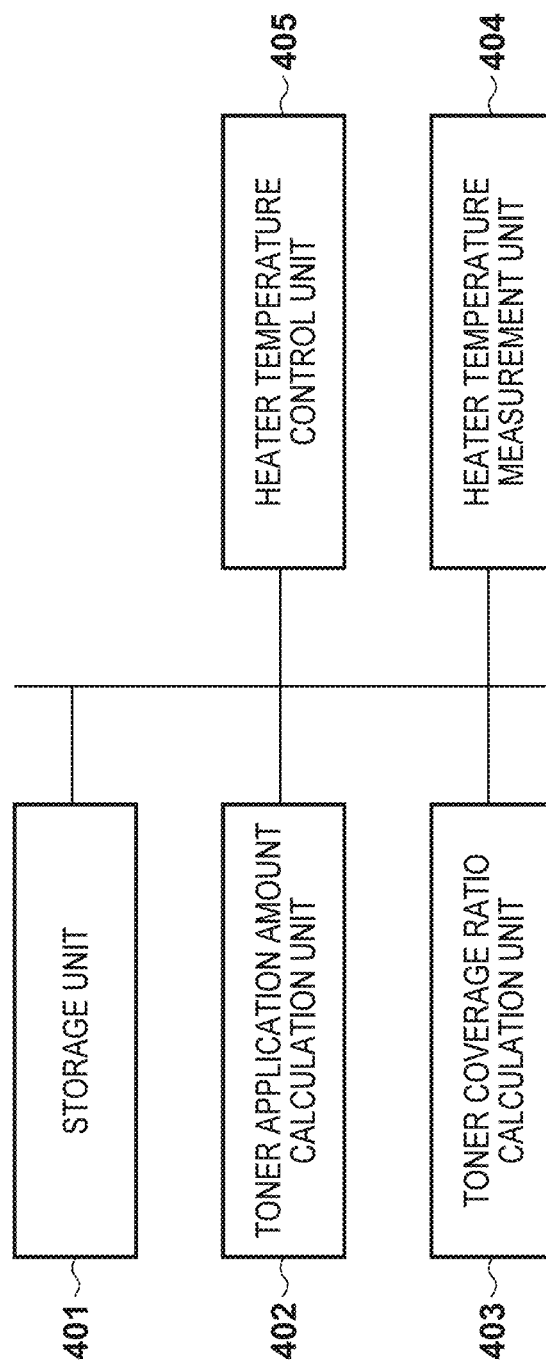 401
STORAGE UNIT
402
TONER APPLICATION AMOUNT
CALCULATION UNIT
403
TONER COVERAGE RATIO
CALCULATION UNIT
HEATER TEMPERATURE
CONTROL UNIT
405
HEATER TEMPERATURE
MEASUREMENT UNIT
404